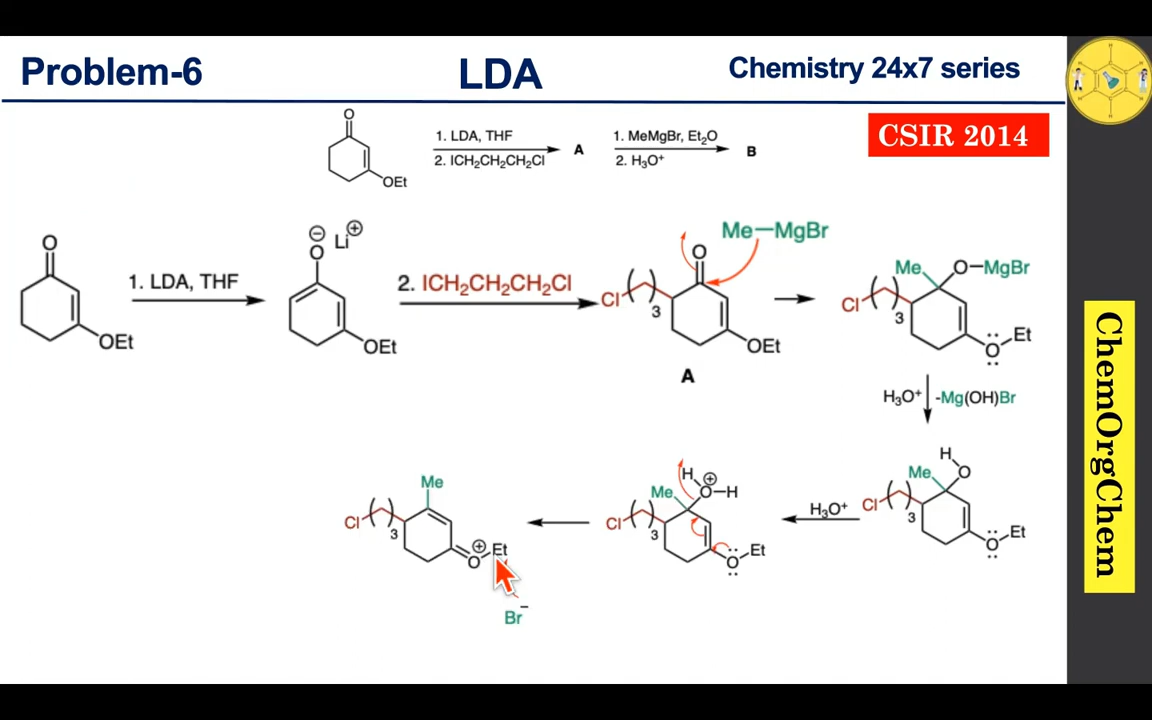 Problem-6
LDA
Chemistry 24x7 series
CSIR 2014
O
OEt
1. LDA, THF
2. ICH₂CH₂CH₂Cl
A
1. MeMgBr, Et₂O
2. H₃O⁺
B
O
OEt
1. LDA, THF
⊖
O
Li⊕
OEt
2. ICH₂CH₂CH₂Cl
Me–MgBr
O
Cl
3
OEt
A
Me
O–MgBr
Cl
3
Et
O
H₃O⁺
-Mg(OH)Br
H
Me
O
Cl
3
Et
O
H₃O⁺
H
⊕
Me
O–H
Cl
3
Et
O
Me
Cl
3
⊕
Et
O
Br⁻
ChemOrgChem